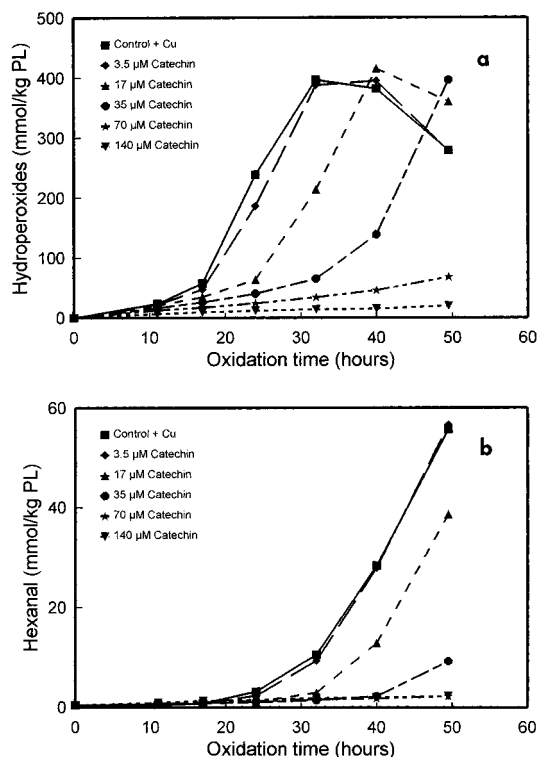 a
Hydroperoxides (mmol/kg PL)
500
400
300
200
100
0
Control + Cu
3.5 µM Catechin
17 µM Catechin
35 µM Catechin
70 µM Catechin
140 µM Catechin
0 10 20 30 40 50 60
Oxidation time (hours)
b
Hexanal (mmol/kg PL)
60
40
20
0
Control + Cu
3.5 µM Catechin
17 µM Catechin
35 µM Catechin
70 µM Catechin
140 µM Catechin
0 10 20 30 40 50 60
Oxidation time (hours)